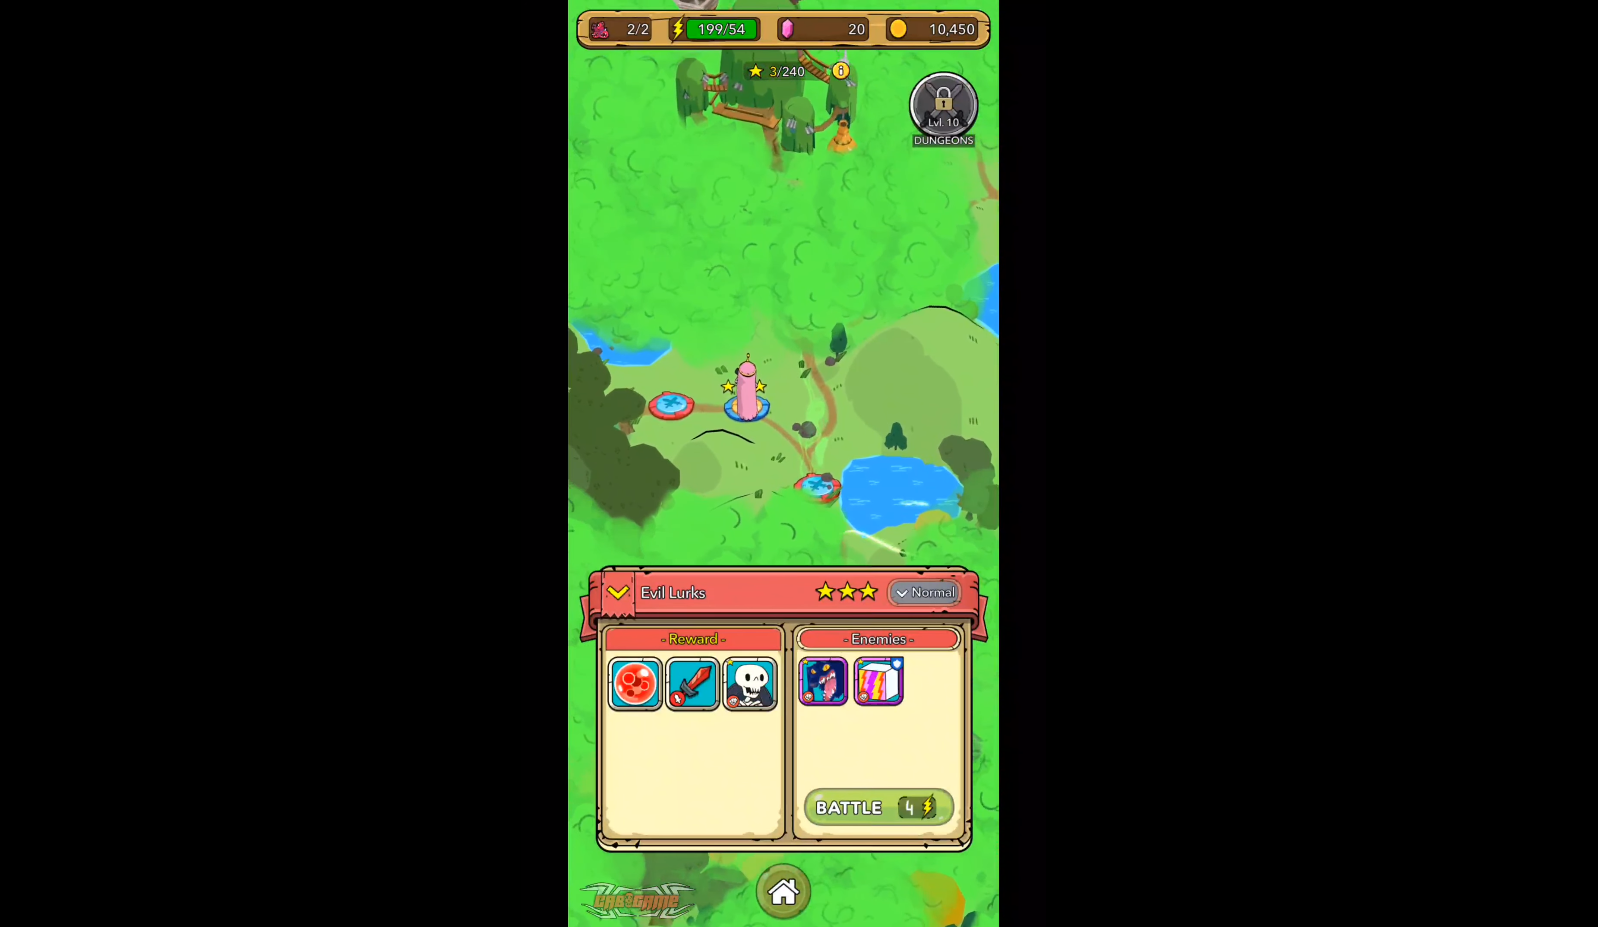 2/2
199/54
20
10,450
3/240
Lvl. 10
DUNGEONS
Evil Lurks
Normal
- Reward -
- Enemies -
BATTLE 4
CABIGAME